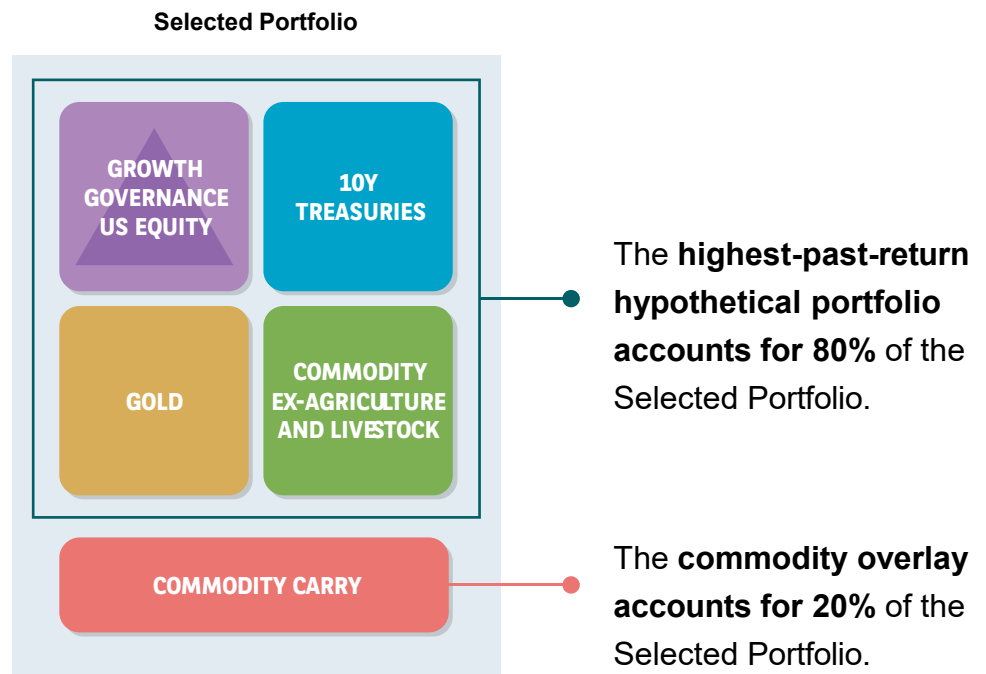 Selected Portfolio
GROWTH
GOVERNANCE
US EQUITY
10Y
TREASURIES
GOLD
COMMODITY
EX-AGRICULTURE
AND LIVESTOCK
The highest-past-return
hypothetical portfolio
accounts for 80% of the
Selected Portfolio.
COMMODITY CARRY
The commodity overlay
accounts for 20% of the
Selected Portfolio.